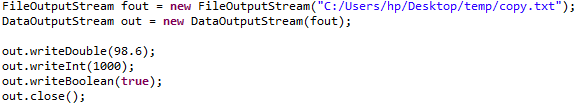 FileOutputStream fout = new FileOutputStream("C:/Users/hp/Desktop/temp/copy.txt");
DataOutputStream out = new DataOutputStream(fout);
out.writeDouble(98.6);
out.writeInt(1000);
out.writeBoolean(true);
out.close();